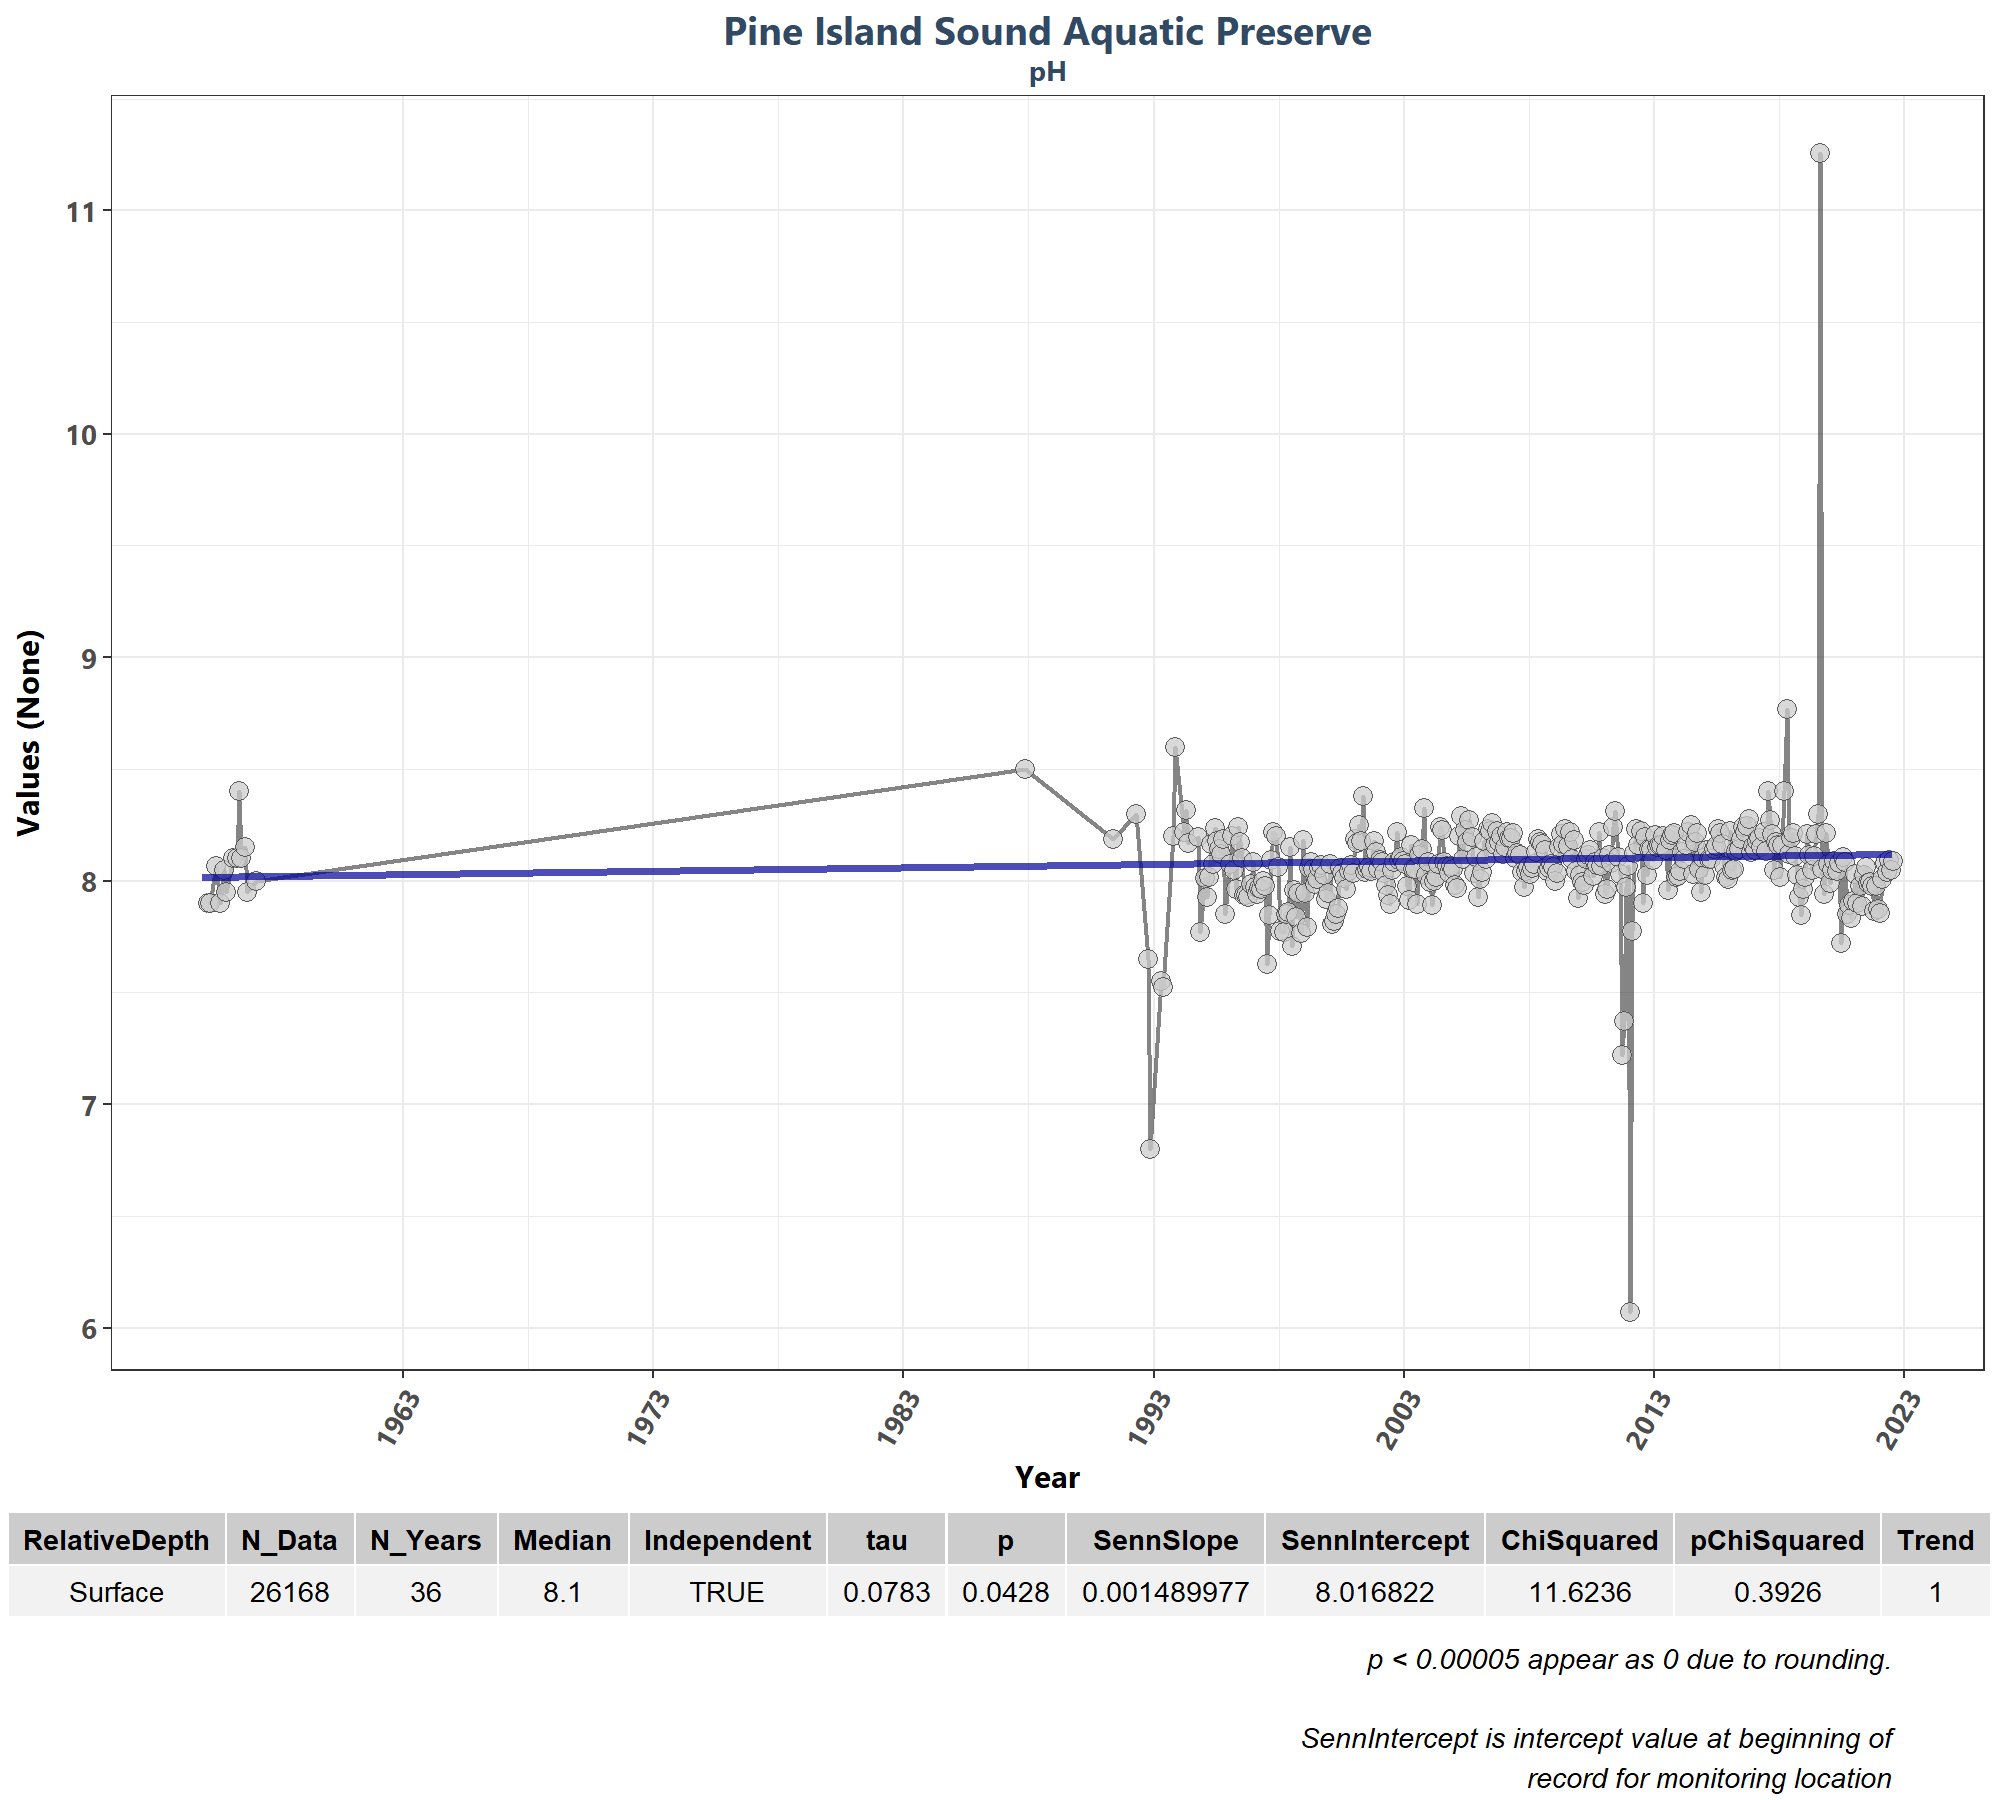 Pine Island Sound Aquatic Preserve
pH
11
10
9
8
7
6
Values (None)
1963 1973 1983 1993 2003 2013 2023
Year
RelativeDepth N_Data N_Years Median Independent tau p SennSlope SennIntercept ChiSquared pChiSquared Trend
Surface 26168 36 8.1 TRUE 0.0783 0.0428 0.001489977 8.016822 11.6236 0.3926 1
p < 0.00005 appear as 0 due to rounding.
SennIntercept is intercept value at beginning of
record for monitoring location